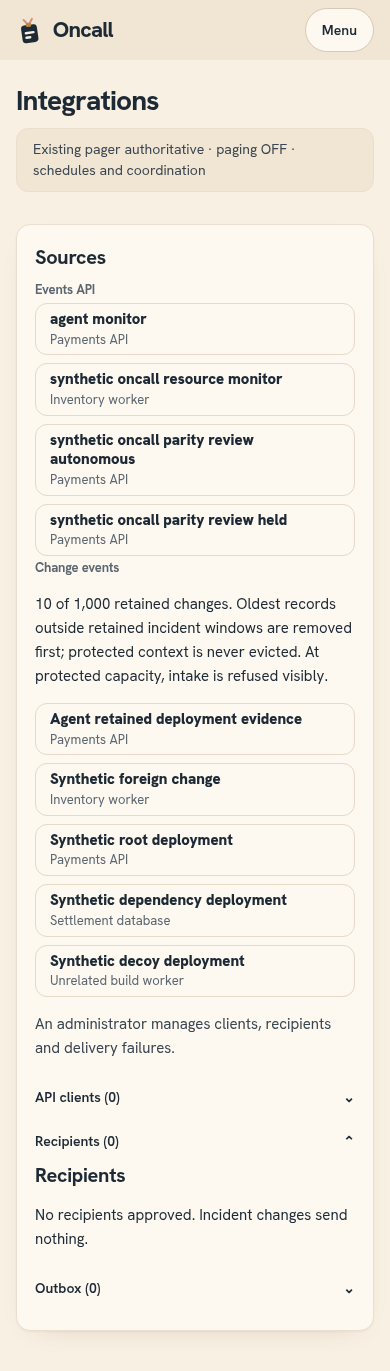 Oncall
Menu
Integrations
Existing pager authoritative · paging OFF ·
schedules and coordination
Sources
Events API
agent monitor
Payments API
synthetic oncall resource monitor
Inventory worker
synthetic oncall parity review
autonomous
Payments API
synthetic oncall parity review held
Payments API
Change events
10 of 1,000 retained changes. Oldest records
outside retained incident windows are removed
first; protected context is never evicted. At
protected capacity, intake is refused visibly.
Agent retained deployment evidence
Payments API
Synthetic foreign change
Inventory worker
Synthetic root deployment
Payments API
Synthetic dependency deployment
Settlement database
Synthetic decoy deployment
Unrelated build worker
An administrator manages clients, recipients
and delivery failures.
API clients (0)
Recipients (0)
Recipients
No recipients approved. Incident changes send
nothing.
Outbox (0)